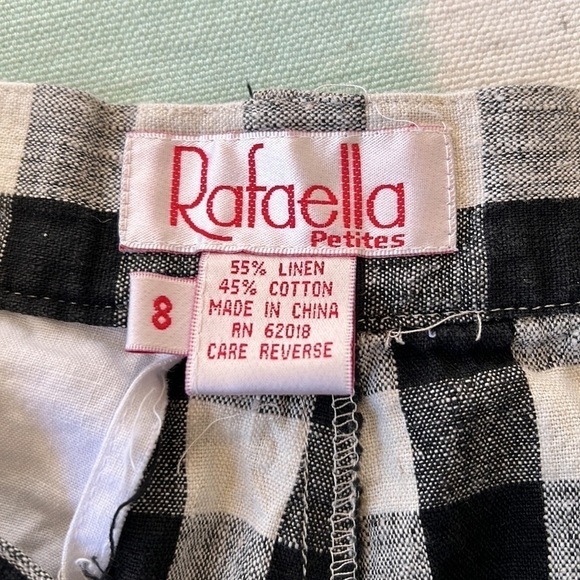 Rafaella
Petites
8
55% LINEN
45% COTTON
MADE IN CHINA
RN 62018
CARE REVERSE